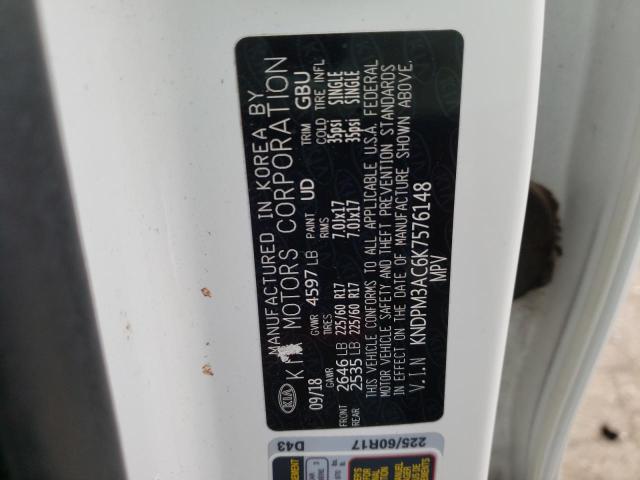 MANUFACTURED IN KOREA BY
KIA MOTORS CORPORATION
09/18 GVWR 4597 LB PAINT UD TRIM GBU
GAWR TIRES RIMS COLD TIRE INFL
FRONT 2646 LB 225/60 R17 7.0Jx17 35psi SINGLE
REAR 2535 LB 225/60 R17 7.0Jx17 35psi SINGLE
THIS VEHICLE CONFORMS TO ALL APPLICABLE U.S.A. FEDERAL
MOTOR VEHICLE SAFETY AND THEFT PREVENTION STANDARDS
IN EFFECT ON THE DATE OF MANUFACTURE SHOWN ABOVE.
V.I.N KNDPM3AC6K7576148
MPV
KIA
D43
225/60R17